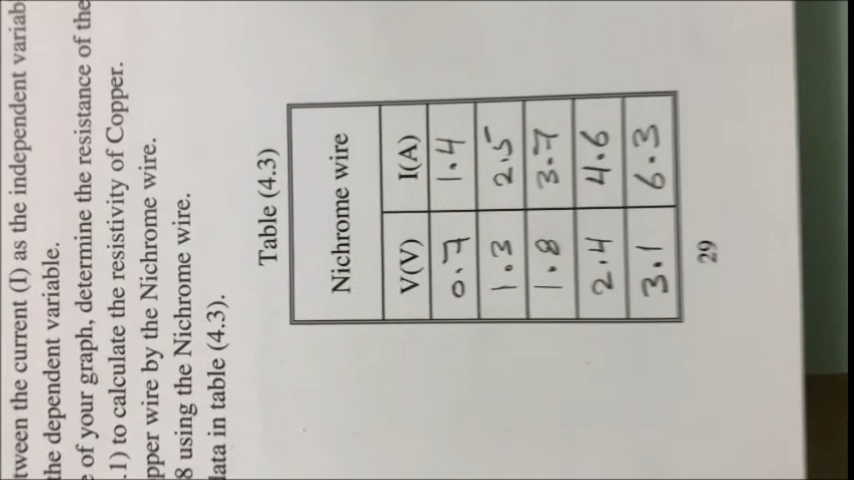 tween the current (I) as the independent variab
the dependent variable.
e of your graph, determine the resistance of the
.1) to calculate the resistivity of Copper.
pper wire by the Nichrome wire.
8 using the Nichrome wire.
data in table (4.3).
Table (4.3)
Nichrome wire
V(V) I(A)
0.7 1.4
1.3 2.5
1.8 3.7
2.4 4.6
3.1 6.3
29